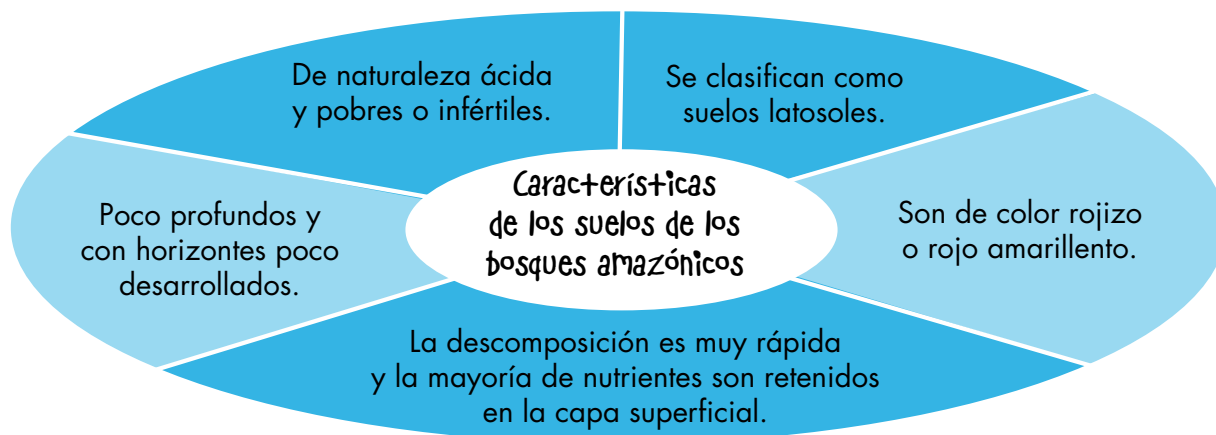 De naturaleza ácida
y pobres o infértiles.
Se clasifican como
suelos latosoles.
Poco profundos y
con horizontes poco
desarrollados.
Características
de los suelos de los
bosques amazónicos
Son de color rojizo
o rojo amarillento.
La descomposición es muy rápida
y la mayoría de nutrientes son retenidos
en la capa superficial.